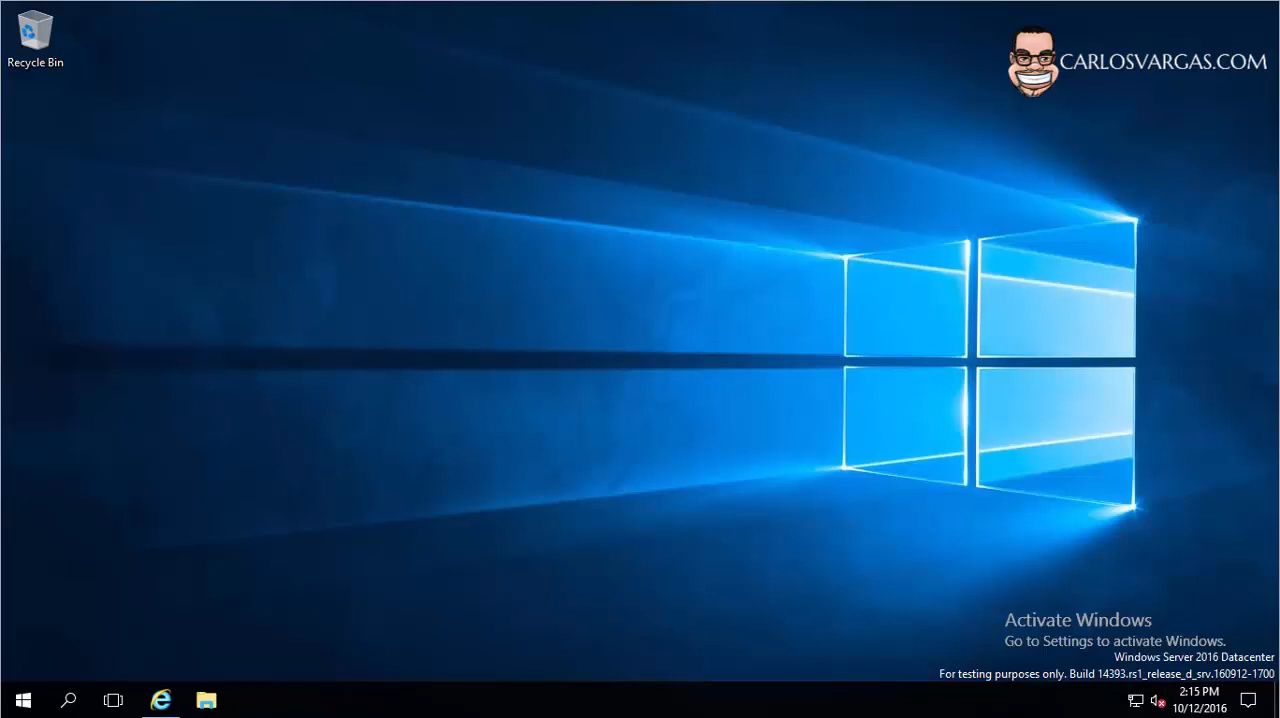 Recycle Bin
CARLOSVARGAS.COM
Activate Windows
Go to Settings to activate Windows.
Windows Server 2016 Datacenter
For testing purposes only. Build 14393.rs1_release_d_srv.160912-1700
2:15 PM
10/12/2016